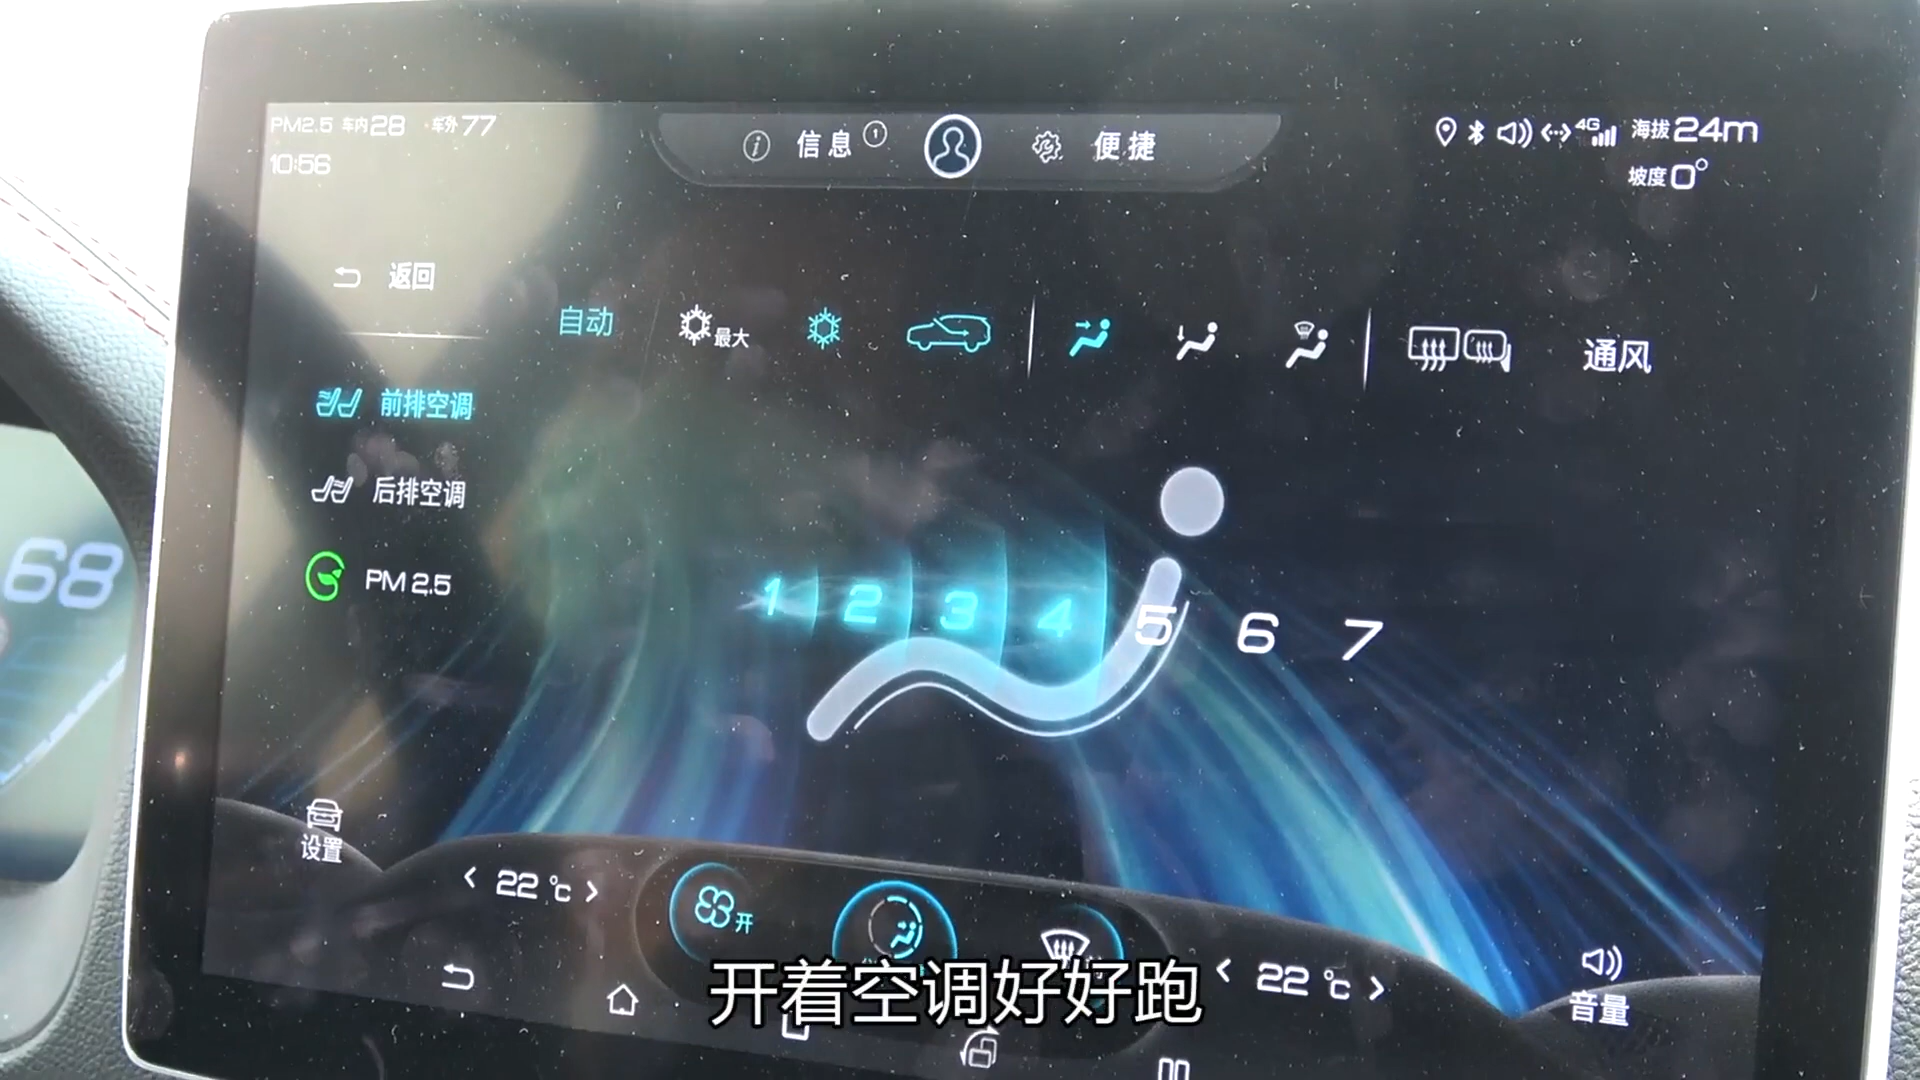 PM2.5 车内28 车外77
信息 1 便捷
4G 海拔24m
10:56
坡度0°
返回
自动 最大 通风
前排空调
后排空调
PM 2.5
68
1 2 3 4 5 6 7
设置
22 °C
开
22 °C
音量
开着空调好好跑